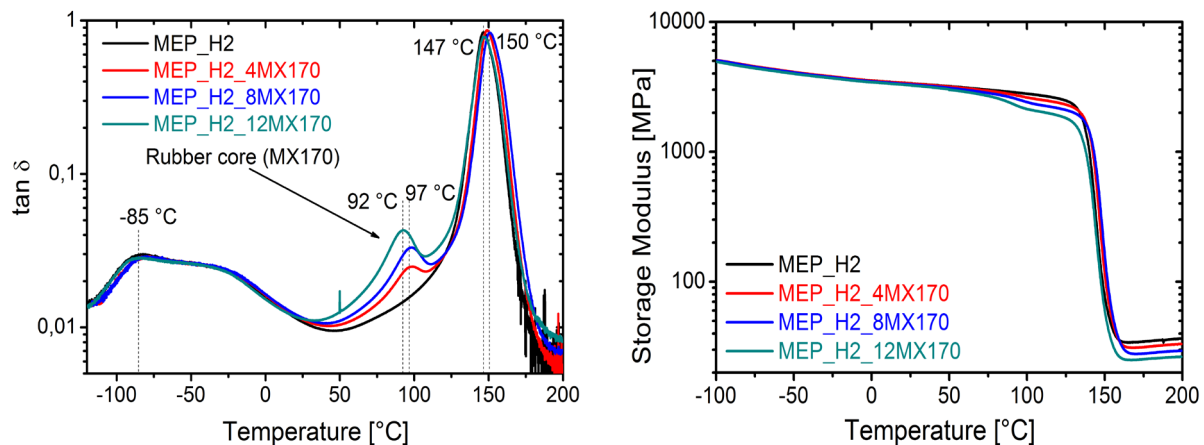 1
0,1
0,01
tan δ
MEP_H2
MEP_H2_4MX170
MEP_H2_8MX170
MEP_H2_12MX170
Rubber core (MX170)
147 °C
150 °C
92 °C
97 °C
-85 °C
-100 -50 0 50 100 150 200
Temperature [°C]
10000
1000
100
Storage Modulus [MPa]
MEP_H2
MEP_H2_4MX170
MEP_H2_8MX170
MEP_H2_12MX170
-100 -50 0 50 100 150 200
Temperature [°C]